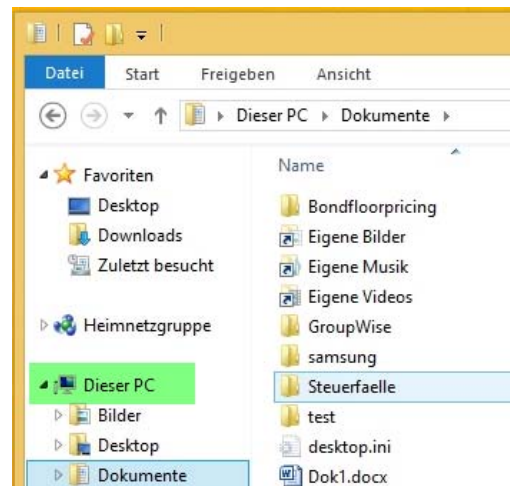 Datei Start Freigeben Ansicht
Dieser PC Dokumente
Favoriten
Desktop
Downloads
Zuletzt besucht
Heimnetzgruppe
Dieser PC
Bilder
Desktop
Dokumente
Name
Bondfloorpricing
Eigene Bilder
Eigene Musik
Eigene Videos
GroupWise
samsung
Steuerfaelle
test
desktop.ini
Dok1.docx